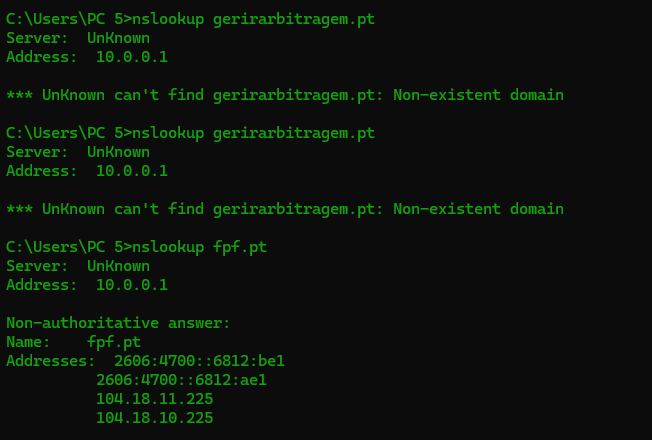 C:\Users\PC 5>nslookup gerirarbitragem.pt
Server:  UnKnown
Address:  10.0.0.1

*** UnKnown can't find gerirarbitragem.pt: Non-existent domain

C:\Users\PC 5>nslookup gerirarbitragem.pt
Server:  UnKnown
Address:  10.0.0.1

*** UnKnown can't find gerirarbitragem.pt: Non-existent domain

C:\Users\PC 5>nslookup fpf.pt
Server:  UnKnown
Address:  10.0.0.1

Non-authoritative answer:
Name:    fpf.pt
Addresses:  2606:4700::6812:be1
          2606:4700::6812:ae1
          104.18.11.225
          104.18.10.225